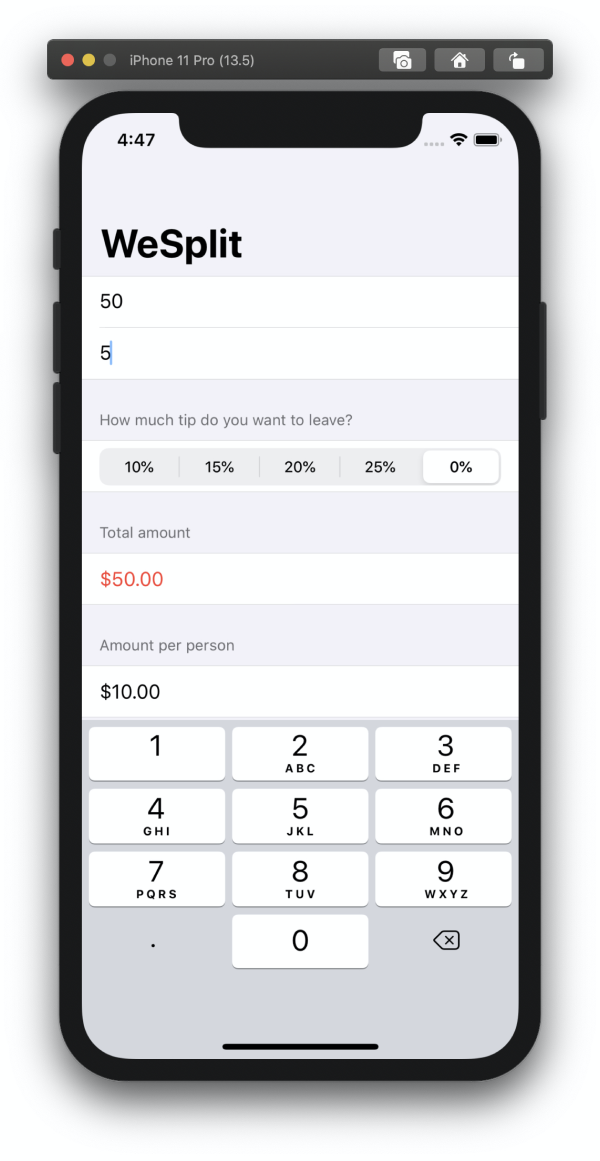 iPhone 11 Pro (13.5)
4:47
WeSplit
50
5
How much tip do you want to leave?
10% 15% 20% 25% 0%
Total amount
$50.00
Amount per person
$10.00
1 2 3
ABC DEF
4 5 6
GHI JKL MNO
7 8 9
PQRS TUV WXYZ
. 0